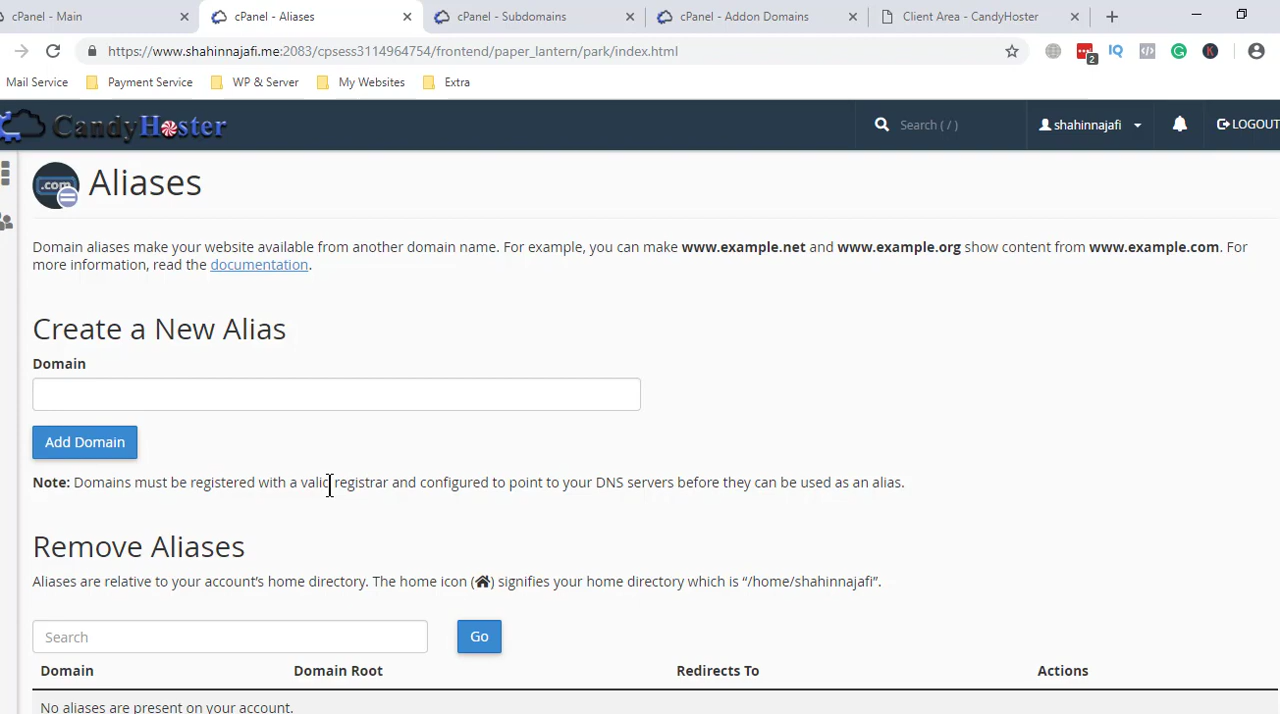 cPanel - Main
cPanel - Aliases
cPanel - Subdomains
cPanel - Addon Domains
Client Area - CandyHoster
https://www.shahinnajafi.me:2083/cpsess3114964754/frontend/paper_lantern/park/index.html
2
Mail Service
Payment Service
WP & Server
My Websites
Extra
CandyHoster
Search ( / )
shahinnajafi
LOGOUT
.com
Aliases
Domain aliases make your website available from another domain name. For example, you can make www.example.net and www.example.org show content from www.example.com. For
more information, read the documentation.
Create a New Alias
Domain
Add Domain
Note: Domains must be registered with a valid registrar and configured to point to your DNS servers before they can be used as an alias.
Remove Aliases
Aliases are relative to your account's home directory. The home icon ( ) signifies your home directory which is “/home/shahinnajafi”.
Search
Go
Domain
Domain Root
Redirects To
Actions
No aliases are present on your account.